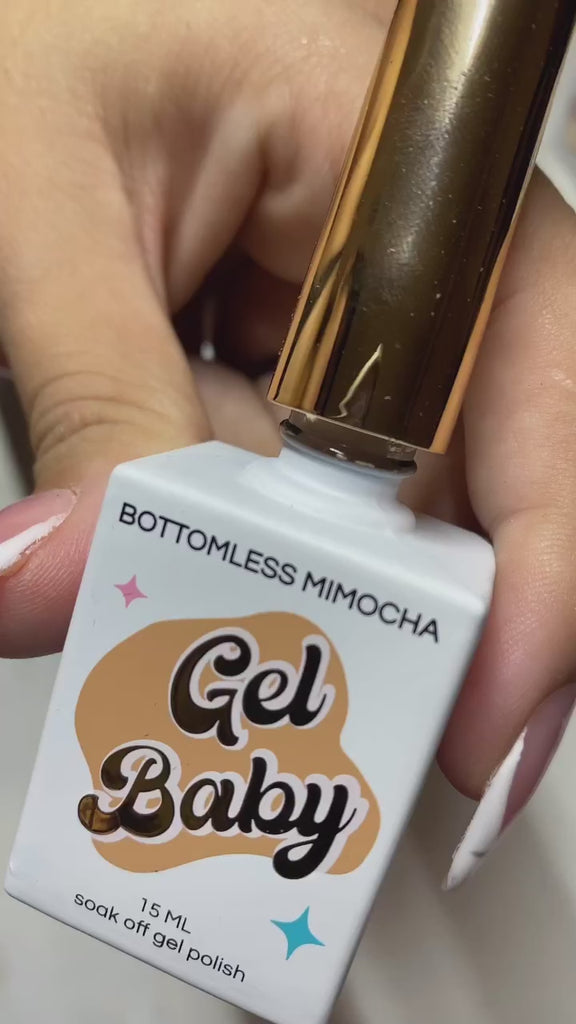 BOTTOMLESS MIMOCHA
Gel
Baby
15 ML
soak off gel polish